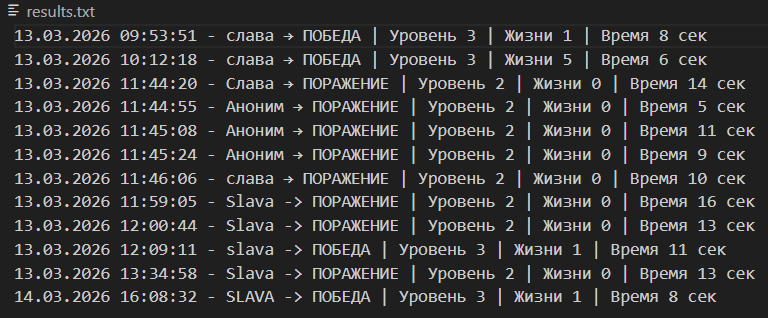 results.txt
13.03.2026 09:53:51 - слава → ПОБЕДА | Уровень 3 | Жизни 1 | Время 8 сек
13.03.2026 10:12:18 - слава → ПОБЕДА | Уровень 3 | Жизни 5 | Время 6 сек
13.03.2026 11:44:20 - Слава → ПОРАЖЕНИЕ | Уровень 2 | Жизни 0 | Время 14 сек
13.03.2026 11:44:55 - Аноним → ПОРАЖЕНИЕ | Уровень 2 | Жизни 0 | Время 5 сек
13.03.2026 11:45:08 - Аноним → ПОРАЖЕНИЕ | Уровень 2 | Жизни 0 | Время 11 сек
13.03.2026 11:45:24 - Аноним → ПОРАЖЕНИЕ | Уровень 2 | Жизни 0 | Время 9 сек
13.03.2026 11:46:06 - слава → ПОРАЖЕНИЕ | Уровень 2 | Жизни 0 | Время 10 сек
13.03.2026 11:59:05 - Slava -> ПОРАЖЕНИЕ | Уровень 2 | Жизни 0 | Время 16 сек
13.03.2026 12:00:44 - Slava -> ПОРАЖЕНИЕ | Уровень 2 | Жизни 0 | Время 13 сек
13.03.2026 12:09:11 - slava -> ПОБЕДА | Уровень 3 | Жизни 1 | Время 11 сек
13.03.2026 13:34:58 - Slava -> ПОРАЖЕНИЕ | Уровень 2 | Жизни 0 | Время 13 сек
14.03.2026 16:08:32 - SLAVA -> ПОБЕДА | Уровень 3 | Жизни 1 | Время 8 сек